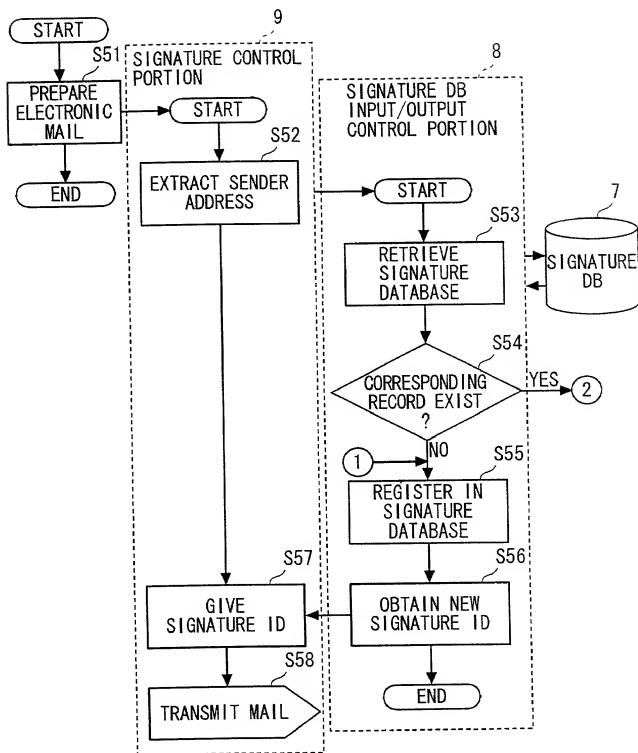 START
S51
PREPARE
ELECTRONIC
MAIL
END
9
SIGNATURE CONTROL
PORTION
START
S52
EXTRACT SENDER
ADDRESS
8
SIGNATURE DB
INPUT/OUTPUT
CONTROL PORTION
START
S53
RETRIEVE
SIGNATURE
DATABASE
7
SIGNATURE
DB
S54
CORRESPONDING
RECORD EXIST
?
YES
2
NO
1
S55
REGISTER IN
SIGNATURE
DATABASE
S57
GIVE
SIGNATURE ID
S56
OBTAIN NEW
SIGNATURE ID
S58
TRANSMIT MAIL
END